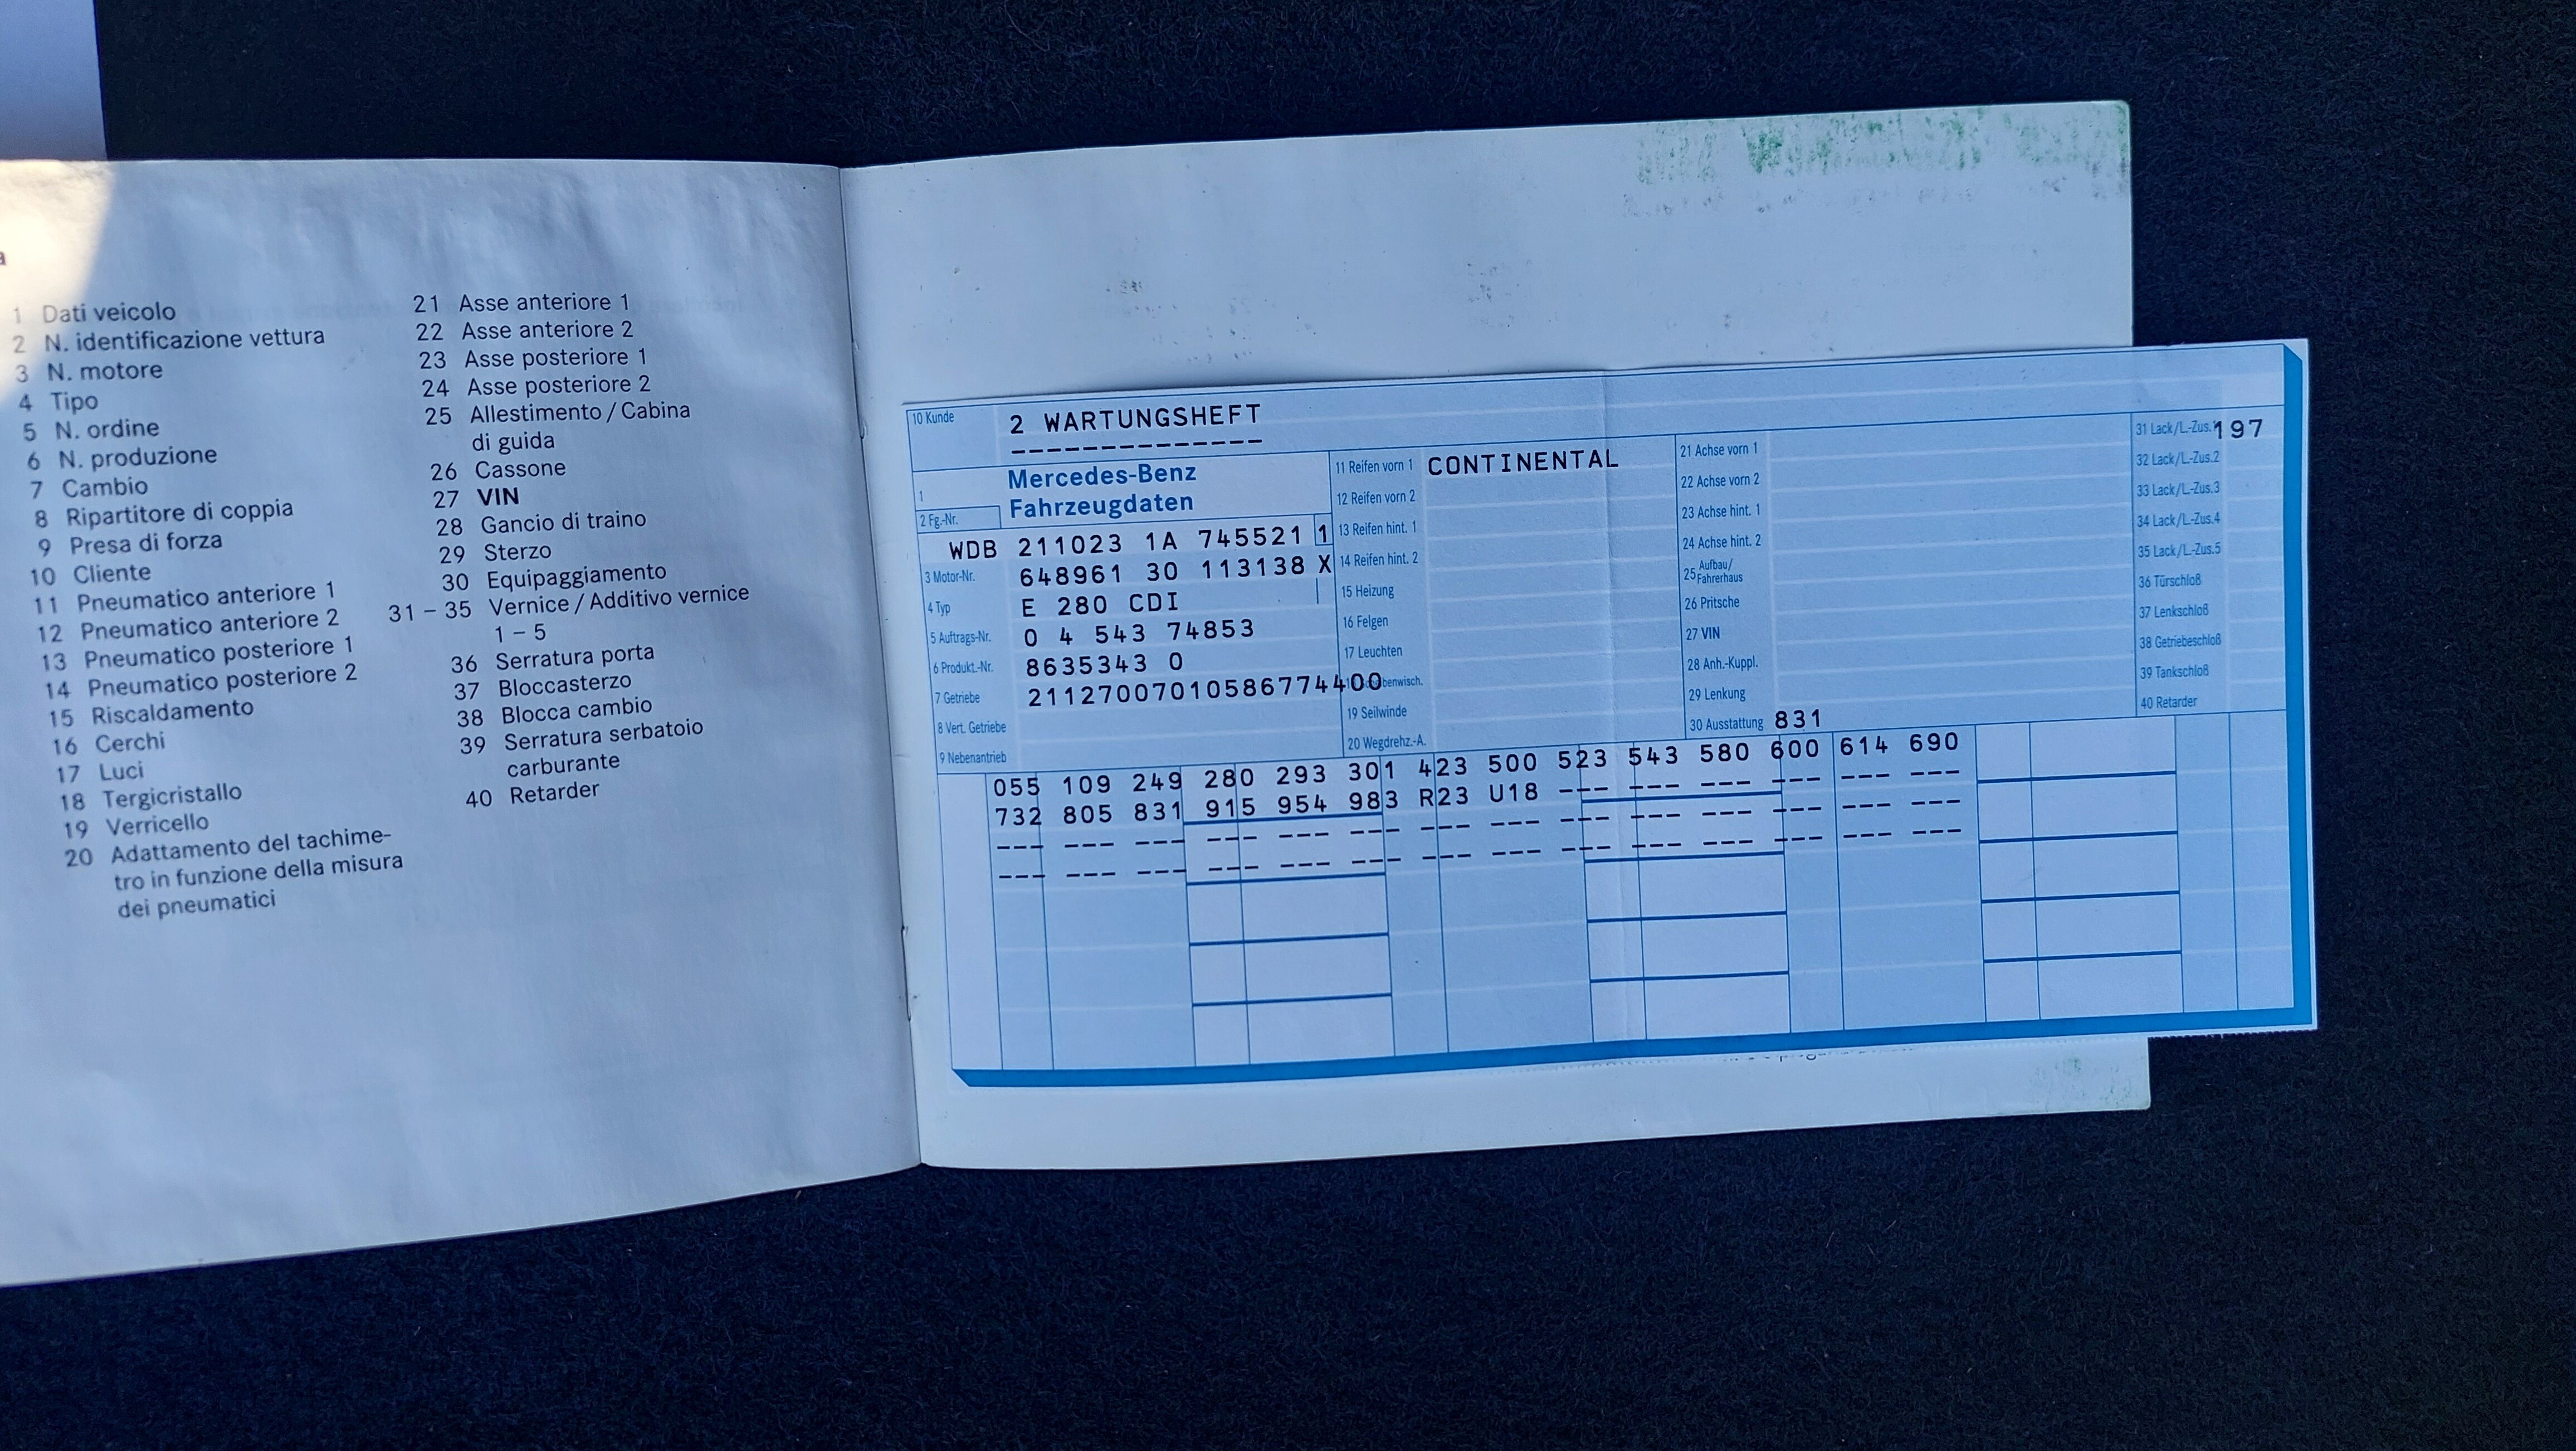 a
1 Dati veicolo
2 N. identificazione vettura
3 N. motore
4 Tipo
5 N. ordine
6 N. produzione
7 Cambio
8 Ripartitore di coppia
9 Presa di forza
10 Cliente
11 Pneumatico anteriore 1
12 Pneumatico anteriore 2
13 Pneumatico posteriore 1
14 Pneumatico posteriore 2
15 Riscaldamento
16 Cerchi
17 Luci
18 Tergicristallo
19 Verricello
20 Adattamento del tachime-
tro in funzione della misura
dei pneumatici
21 Asse anteriore 1
22 Asse anteriore 2
23 Asse posteriore 1
24 Asse posteriore 2
25 Allestimento / Cabina
di guida
26 Cassone
27 VIN
28 Gancio di traino
29 Sterzo
30 Equipaggiamento
31 – 35 Vernice / Additivo vernice
1 – 5
36 Serratura porta
37 Bloccasterzo
38 Blocca cambio
39 Serratura serbatoio
carburante
40 Retarder
10 Kunde 2 WARTUNGSHEFT
------------
1 Mercedes-Benz
Fahrzeugdaten
2 Fg.-Nr.
WDB 211023 1A 745521 1
3 Motor-Nr. 648961 30 113138 X
4 Typ E 280 CDI
5 Auftrags-Nr. 0 4 543 74853
6 Produkt.-Nr. 8635343 0
7 Getriebe 21127007010586774400
8 Vert. Getriebe
9 Nebenantrieb
11 Reifen vorn 1 CONTINENTAL
12 Reifen vorn 2
13 Reifen hint. 1
14 Reifen hint. 2
15 Heizung
16 Felgen
17 Leuchten
benwisch.
19 Seilwinde
20 Wegdrehz.-A.
21 Achse vorn 1
22 Achse vorn 2
23 Achse hint. 1
24 Achse hint. 2
25 Aufbau/
Fahrerhaus
26 Pritsche
27 VIN
28 Anh.-Kuppl.
29 Lenkung
30 Ausstattung 831
31 Lack/L.-Zus. 197
32 Lack/L.-Zus.2
33 Lack/L.-Zus.3
34 Lack/L.-Zus.4
35 Lack/L.-Zus.5
36 Türschloß
37 Lenkschloß
38 Getriebeschloß
39 Tankschloß
40 Retarder
055 109 249 280 293 301 423 500 523 543 580 600 614 690
732 805 831 915 954 983 R23 U18 --- --- --- --- --- ---
--- --- --- --- --- --- --- --- --- --- --- --- --- ---
--- --- --- --- --- --- --- --- --- --- --- --- --- ---